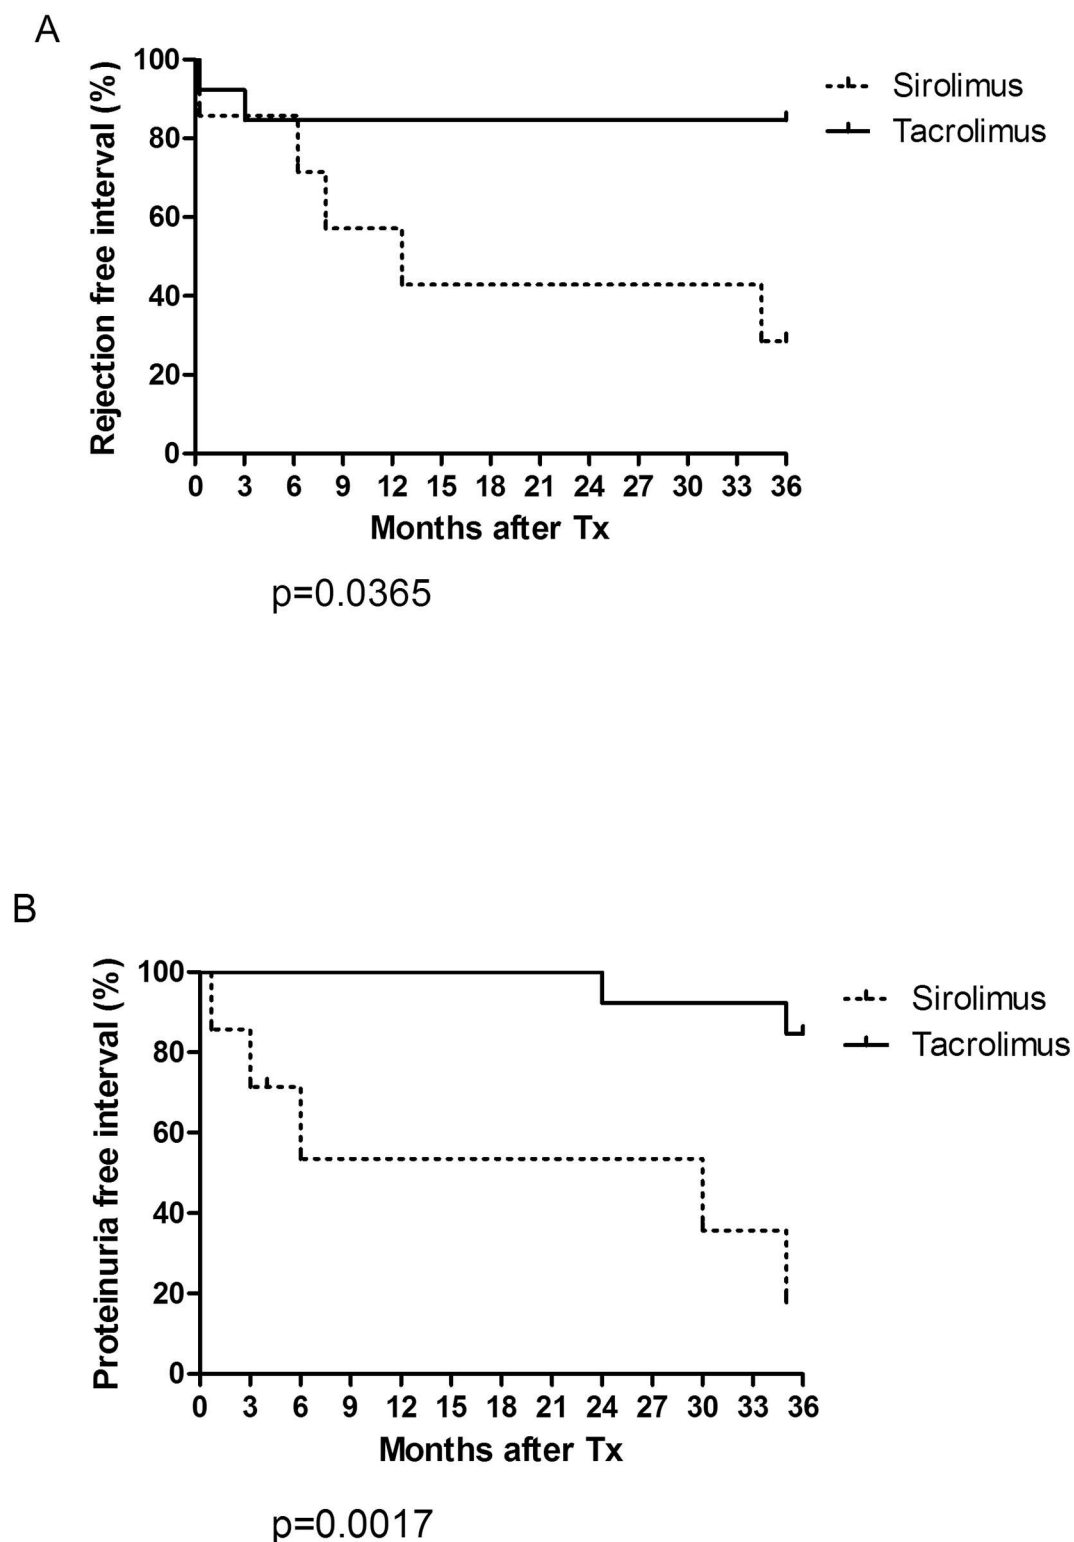 A
Rejection free interval (%)
100
80
60
40
20
0
0 3 6 9 12 15 18 21 24 27 30 33 36
Months after Tx
Sirolimus
Tacrolimus
p=0.0365
B
Proteinuria free interval (%)
100
80
60
40
20
0
0 3 6 9 12 15 18 21 24 27 30 33 36
Months after Tx
Sirolimus
Tacrolimus
p=0.0017